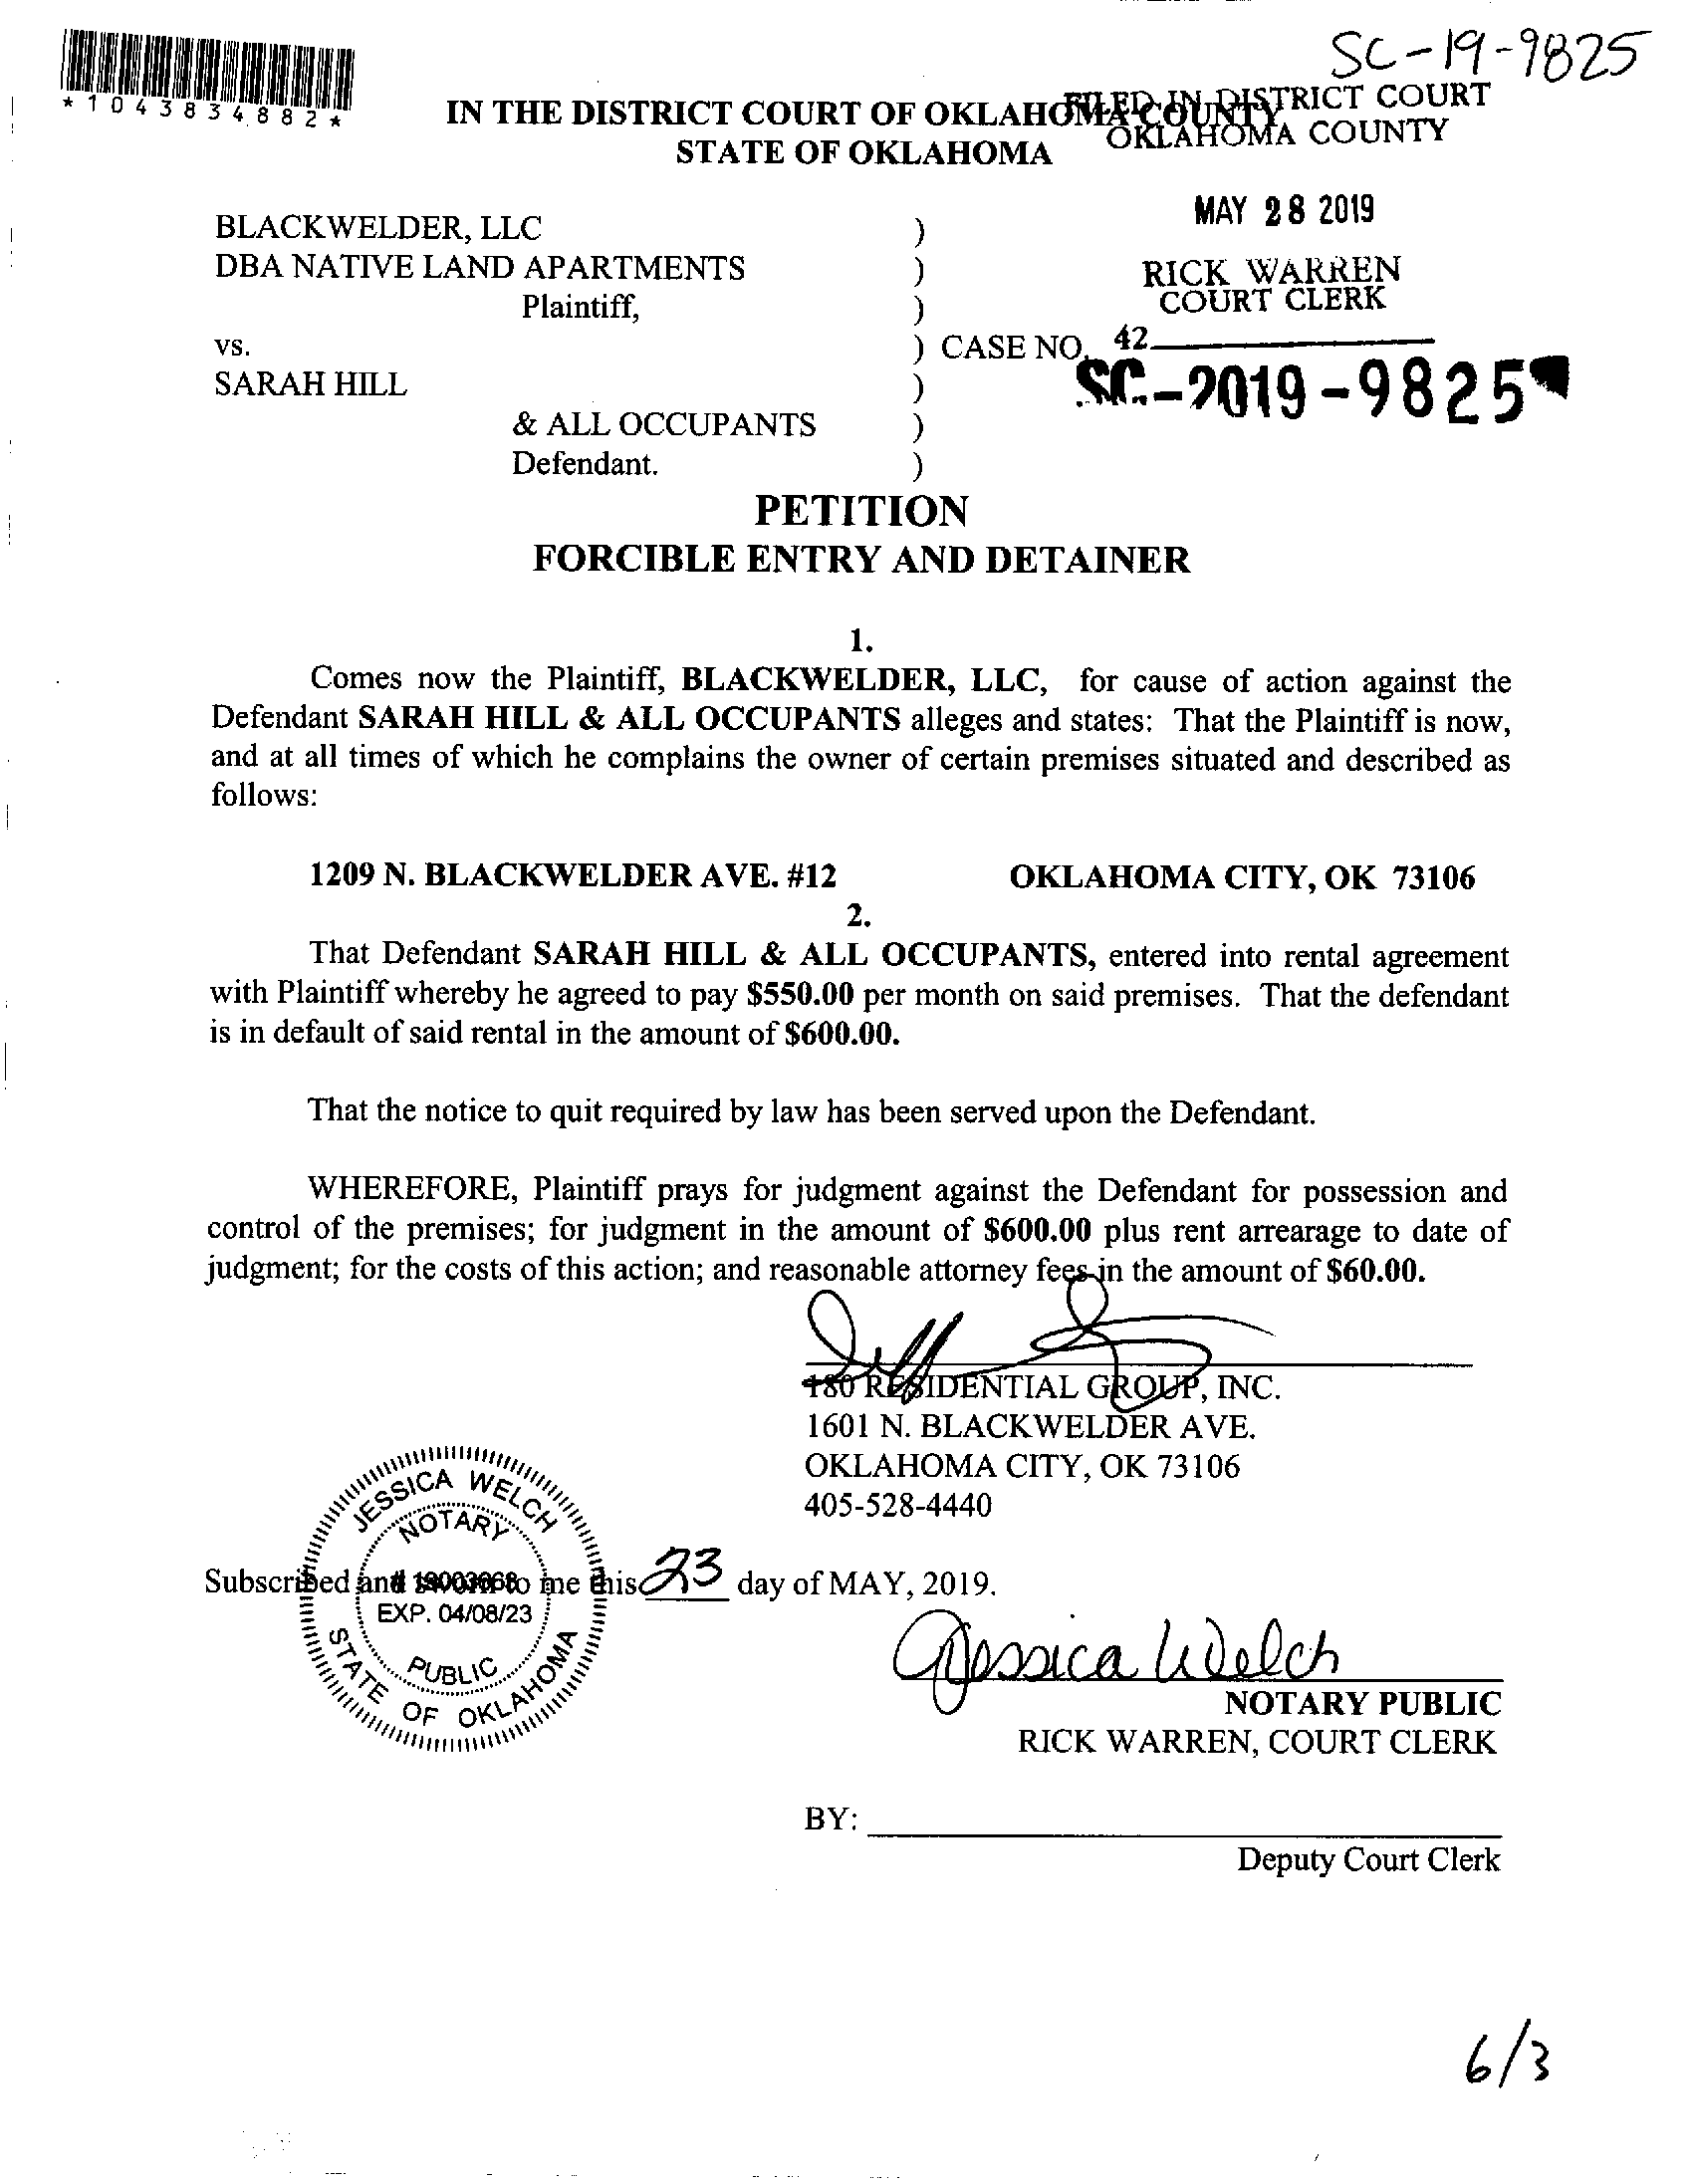 SC-19-9825
*1043834882*
IN THE DISTRICT COURT OF OKLAHOMA COUNTY
STATE OF OKLAHOMA
FILED IN DISTRICT COURT
OKLAHOMA COUNTY
MAY 28 2019
RICK WARREN
COURT CLERK
42
BLACKWELDER, LLC )
DBA NATIVE LAND APARTMENTS )
Plaintiff, )
vs. ) CASE NO.
SC-2019-9825
SARAH HILL )
& ALL OCCUPANTS )
Defendant. )
PETITION
FORCIBLE ENTRY AND DETAINER
1.
Comes now the Plaintiff, BLACKWELDER, LLC, for cause of action against the
Defendant SARAH HILL & ALL OCCUPANTS alleges and states: That the Plaintiff is now,
and at all times of which he complains the owner of certain premises situated and described as
follows:
1209 N. BLACKWELDER AVE. #12 OKLAHOMA CITY, OK 73106
2.
That Defendant SARAH HILL & ALL OCCUPANTS, entered into rental agreement
with Plaintiff whereby he agreed to pay $550.00 per month on said premises. That the defendant
is in default of said rental in the amount of $600.00.
That the notice to quit required by law has been served upon the Defendant.
WHEREFORE, Plaintiff prays for judgment against the Defendant for possession and
control of the premises; for judgment in the amount of $600.00 plus rent arrearage to date of
judgment; for the costs of this action; and reasonable attorney fees in the amount of $60.00.
180 RESIDENTIAL GROUP, INC.
1601 N. BLACKWELDER AVE.
OKLAHOMA CITY, OK 73106
405-528-4440
JESSICA WELCH
NOTARY
EXP. 04/08/23
PUBLIC
STATE OF OKLAHOMA
Subscribed and sworn to me this 23 day of MAY, 2019.
Jessica Welch
NOTARY PUBLIC
RICK WARREN, COURT CLERK
BY:
Deputy Court Clerk
6/3